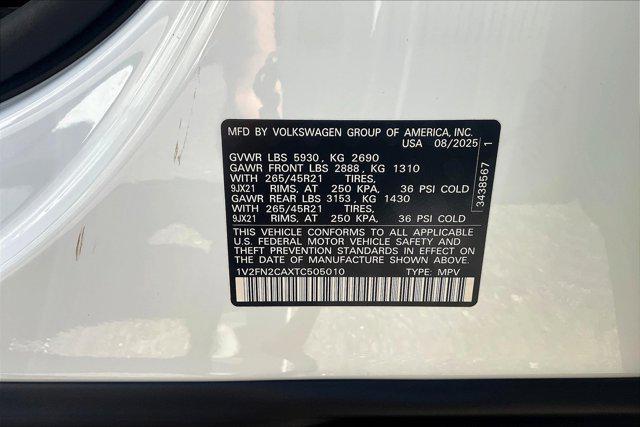 MFD BY VOLKSWAGEN GROUP OF AMERICA, INC.
USA 08/2025
GVWR LBS 5930, KG 2690
GAWR FRONT LBS 2888, KG 1310
WITH 265/45R21 TIRES,
9JX21 RIMS, AT 250 KPA, 36 PSI COLD
GAWR REAR LBS 3153, KG 1430
WITH 265/45R21 TIRES,
9JX21 RIMS, AT 250 KPA, 36 PSI COLD
THIS VEHICLE CONFORMS TO ALL APPLICABLE
U.S. FEDERAL MOTOR VEHICLE SAFETY AND
THEFT PREVENTION STANDARDS IN EFFECT ON
THE DATE OF MANUFACTURE SHOWN ABOVE.
1V2FN2CAXTC505010 TYPE: MPV
3438567 1